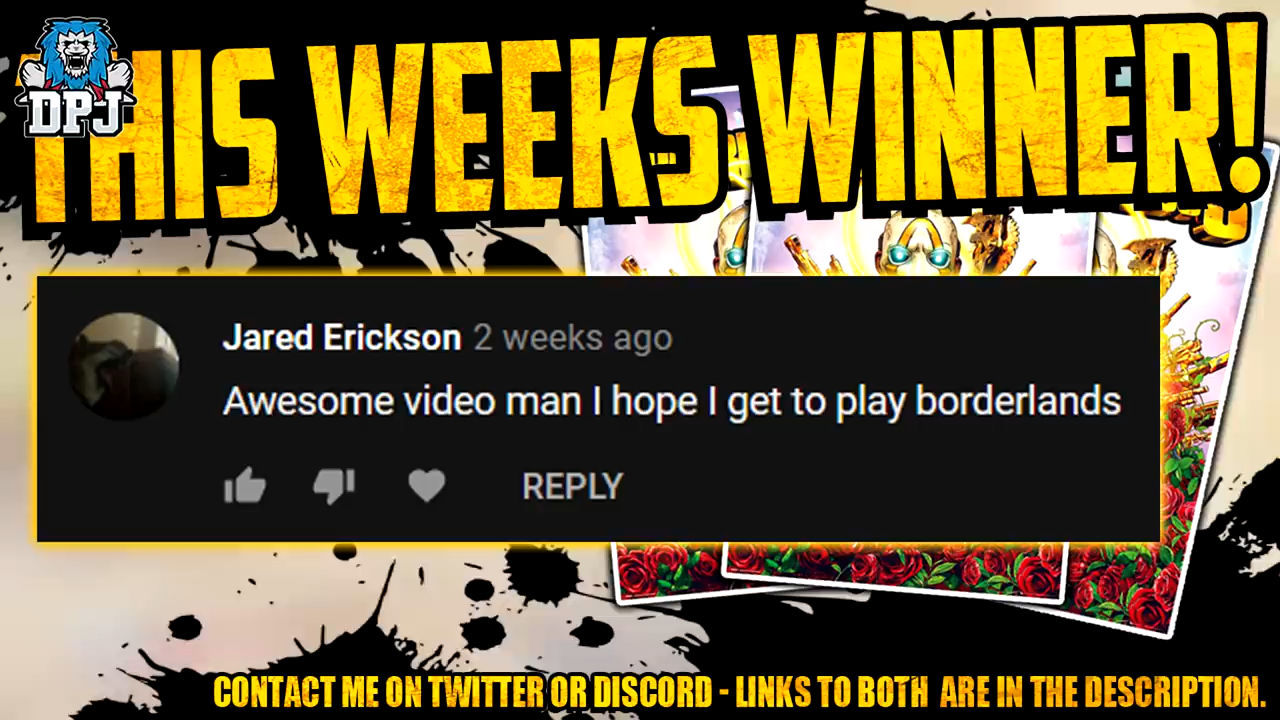 THIS WEEKS WINNER!
DPJ
Jared Erickson 2 weeks ago
Awesome video man I hope I get to play borderlands
REPLY
CONTACT ME ON TWITTER OR DISCORD - LINKS TO BOTH ARE IN THE DESCRIPTION.